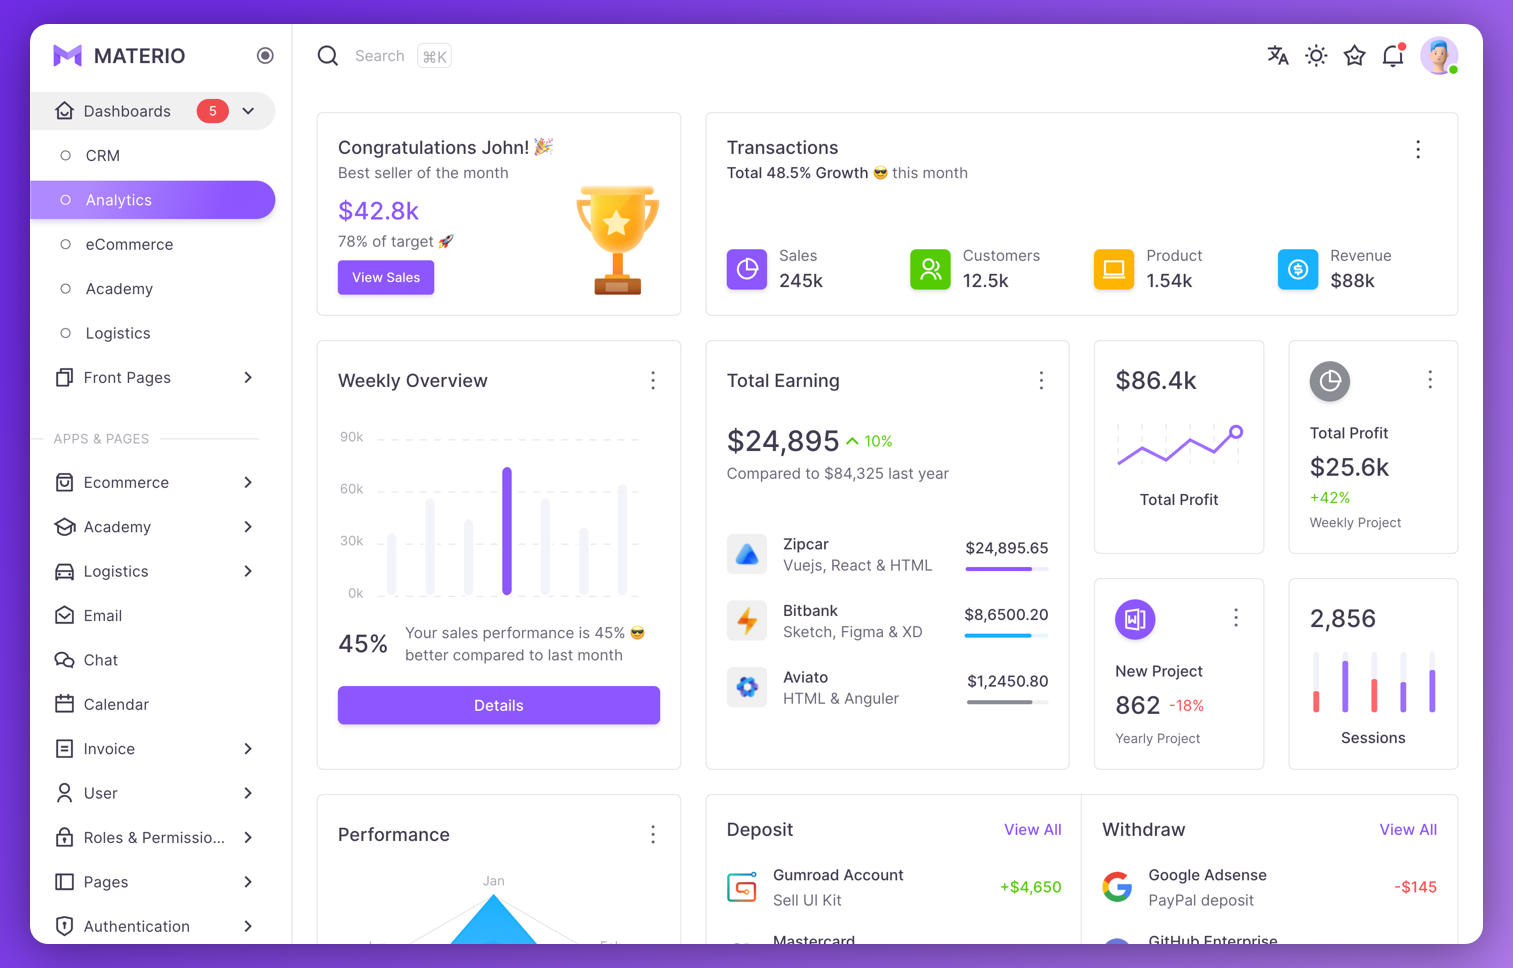 MATERIO
Search ⌘K
Dashboards 5
CRM
Analytics
eCommerce
Academy
Logistics
Front Pages
APPS & PAGES
Ecommerce
Academy
Logistics
Email
Chat
Calendar
Invoice
User
Roles & Permissio...
Pages
Authentication
Congratulations John! 🎉
Best seller of the month
$42.8k
78% of target 🚀
View Sales
Transactions
Total 48.5% Growth 😎 this month
Sales
245k
Customers
12.5k
Product
1.54k
Revenue
$88k
Weekly Overview
90k
60k
30k
0k
45%
Your sales performance is 45% 😎
better compared to last month
Details
Total Earning
$24,895 10%
Compared to $84,325 last year
Zipcar
Vuejs, React & HTML
$24,895.65
Bitbank
Sketch, Figma & XD
$8,6500.20
Aviato
HTML & Anguler
$1,2450.80
$86.4k
Total Profit
Total Profit
$25.6k
+42%
Weekly Project
New Project
862 -18%
Yearly Project
2,856
Sessions
Performance
Jan
Deposit
View All
Gumroad Account
Sell UI Kit
+$4,650
Mastercard
Withdraw
View All
Google Adsense
PayPal deposit
-$145
GitHub Enterprise